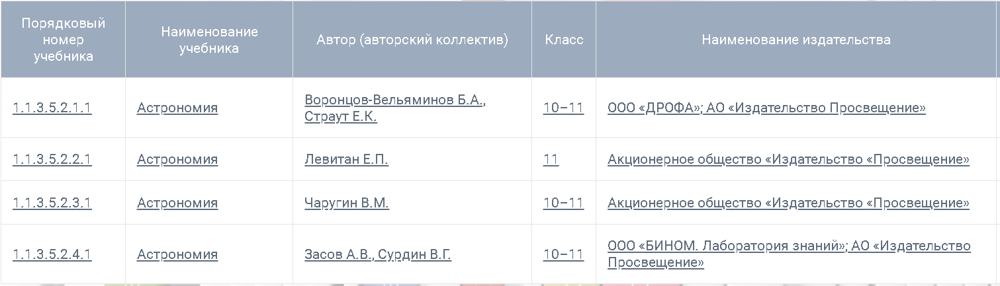 Порядковый
номер
учебника
Наименование
учебника
Автор (авторский коллектив)
Класс
Наименование издательства
1.1.3.5.2.1.1
Астрономия
Воронцов-Вельяминов Б.А.,
Страут Е.К.
10–11
ООО «ДРОФА»; АО «Издательство Просвещение»
1.1.3.5.2.2.1
Астрономия
Левитан Е.П.
11
Акционерное общество «Издательство «Просвещение»
1.1.3.5.2.3.1
Астрономия
Чаругин В.М.
10–11
Акционерное общество «Издательство «Просвещение»
1.1.3.5.2.4.1
Астрономия
Засов А.В., Сурдин В.Г.
10–11
ООО «БИНОМ. Лаборатория знаний»; АО «Издательство
Просвещение»